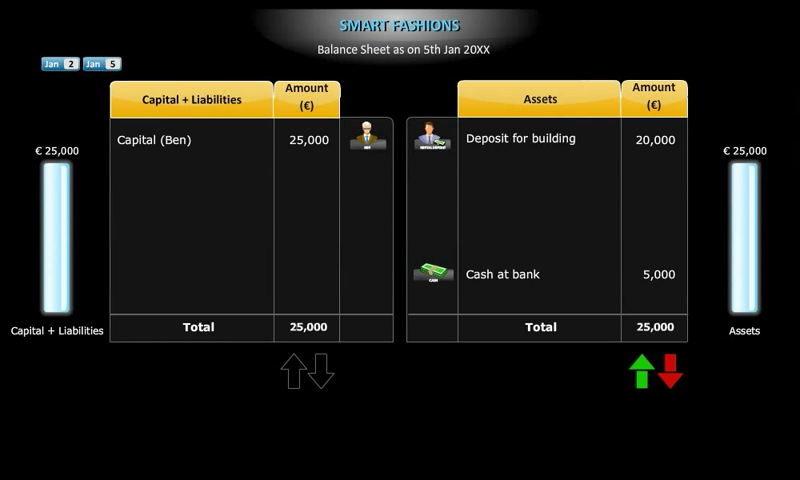 SMART FASHIONS
Balance Sheet as on 5th Jan 20XX
Jan 2 Jan 5
Capital + Liabilities Amount (€)
Assets Amount (€)
€ 25,000
Capital (Ben) 25,000
BEN
Deposit for building 20,000
€ 25,000
Cash at bank 5,000
CASH
Capital + Liabilities
Total 25,000
Total 25,000
Assets